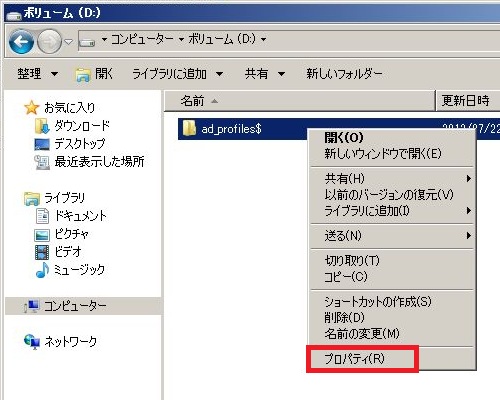 ボリューム (D:)
コンピューター ボリューム (D:)
整理 開く ライブラリに追加 共有 新しいフォルダー
名前 更新日時
お気に入り
ダウンロード
デスクトップ
最近表示した場所
ライブラリ
ドキュメント
ピクチャ
ビデオ
ミュージック
コンピューター
ネットワーク
ad_profiles$
開く(O)
新しいウィンドウで開く(E)
共有(H)
以前のバージョンの復元(V)
ライブラリに追加(I)
送る(N)
切り取り(T)
コピー(C)
ショートカットの作成(S)
削除(D)
名前の変更(M)
プロパティ(R)